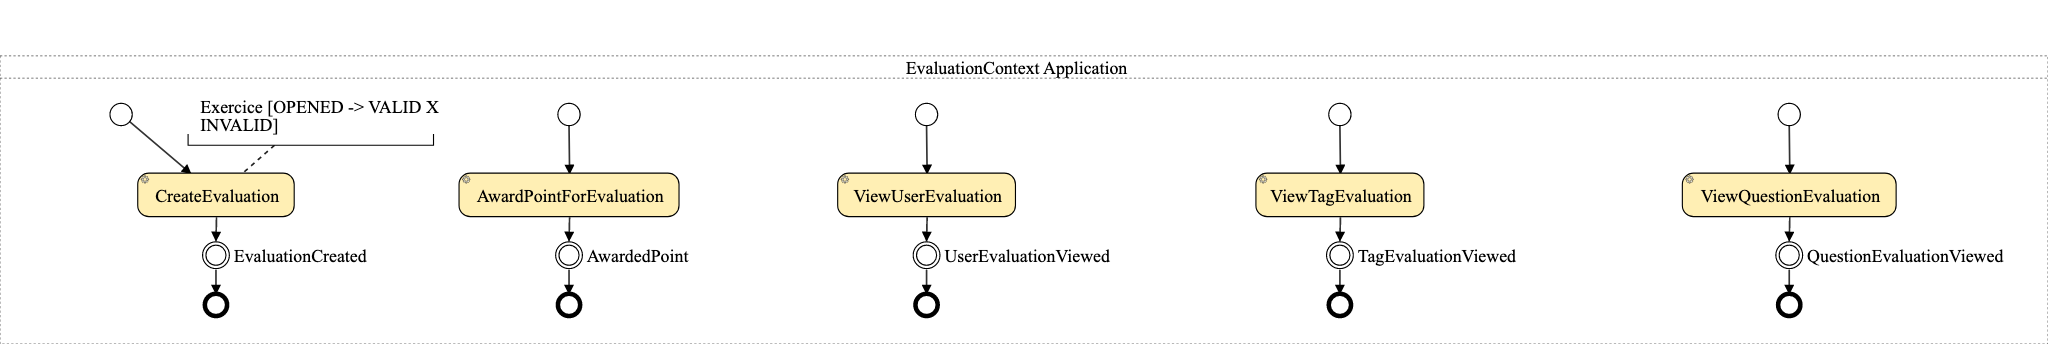 EvaluationContext Application
Exercice [OPENED -> VALID X
INVALID]
CreateEvaluation
AwardPointForEvaluation
ViewUserEvaluation
ViewTagEvaluation
ViewQuestionEvaluation
EvaluationCreated
AwardedPoint
UserEvaluationViewed
TagEvaluationViewed
QuestionEvaluationViewed